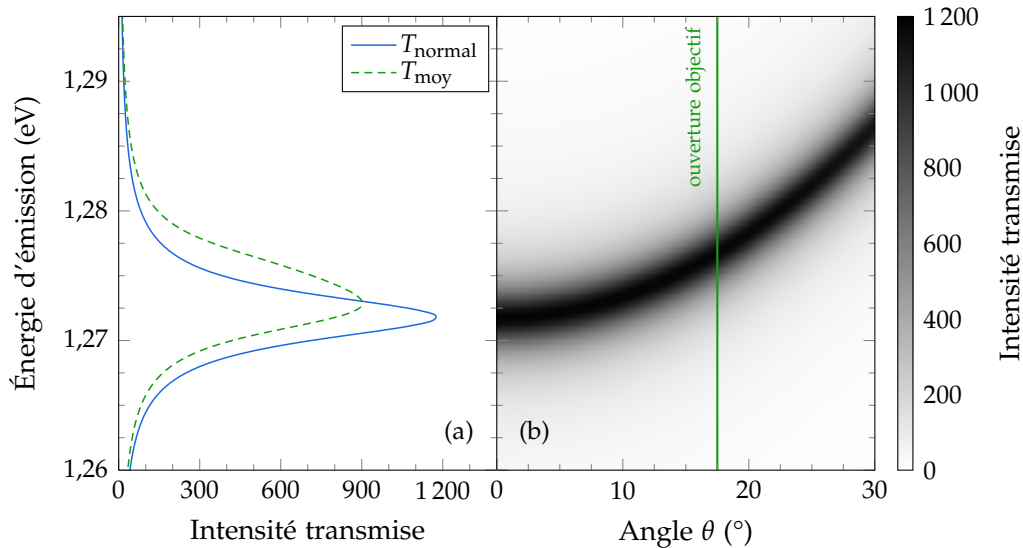 T_normal
T_moy
Énergie d'émission (eV)
1,29
1,28
1,27
1,26
(a)
0 300 600 900 1 200
Intensité transmise
ouverture objectif
(b)
0 10 20 30
Angle θ (°)
1 200
1 000
800
600
400
200
0
Intensité transmise